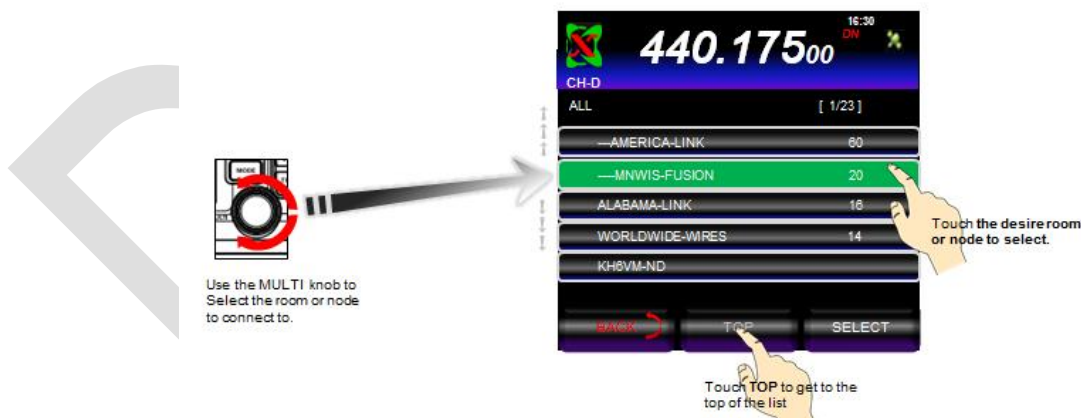 16:30
DN
440.17500
CH-D
ALL [ 1/23 ]
---AMERICA-LINK 60
----MNWIS-FUSION 20
ALABAMA-LINK 16
WORLDWIDE-WIRES 14
KH6VM-ND
BACK TOP SELECT
MODE
Use the MULTI knob to
Select the room or node
to connect to.
Touch the desire room
or node to select.
Touch TOP to get to the
top of the list